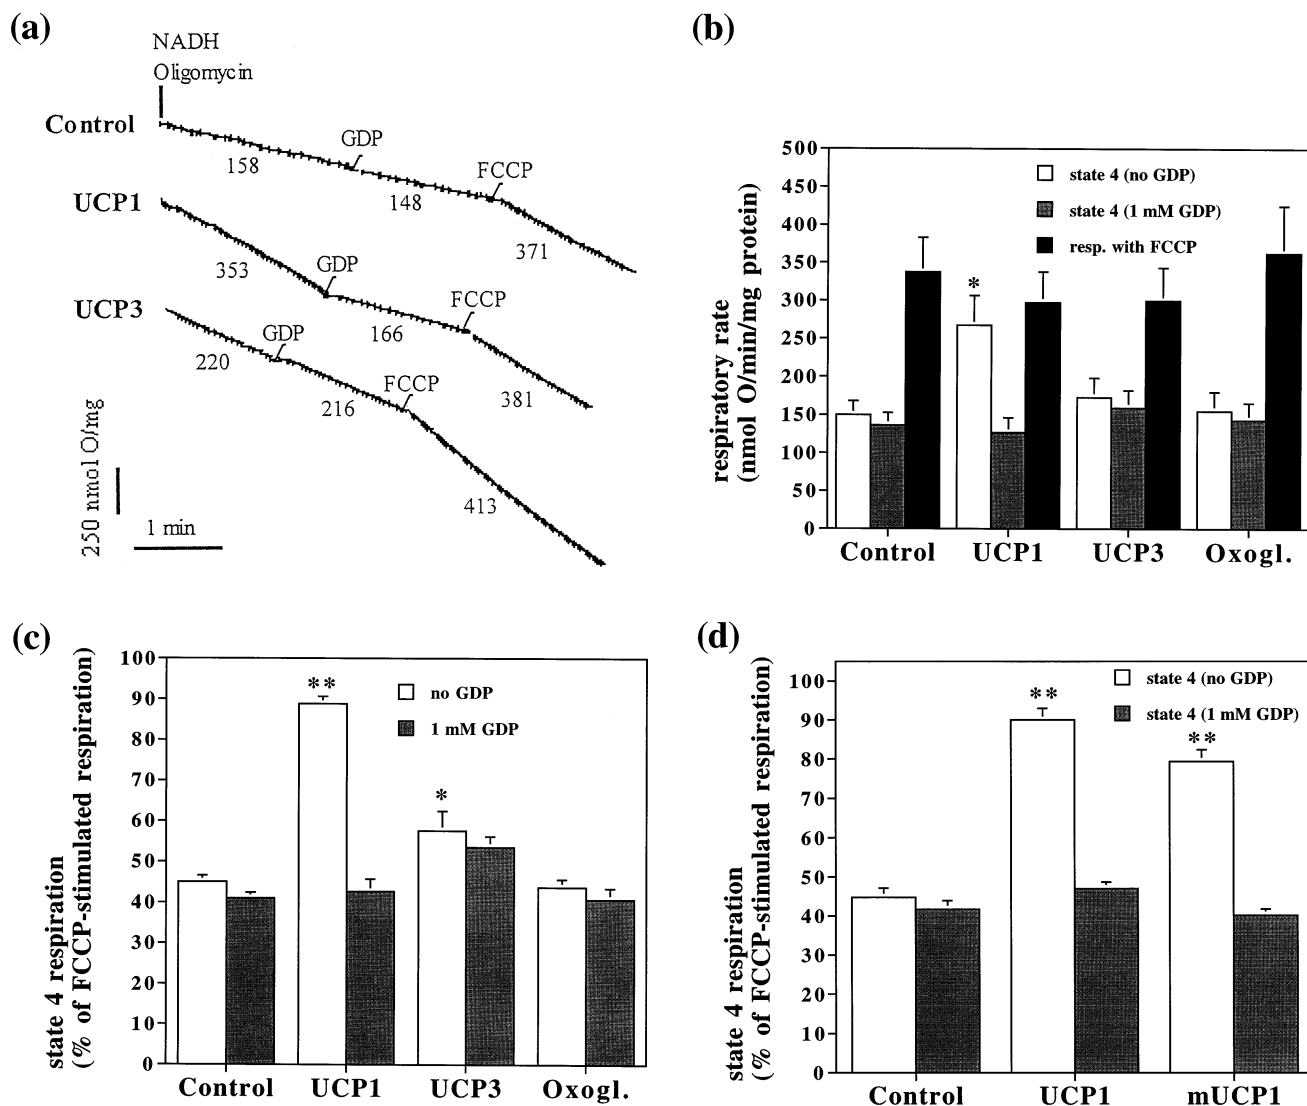 (a)
NADH
Oligomycin
Control
GDP
FCCP
158
148
371
UCP1
GDP
FCCP
353
166
381
UCP3
GDP
FCCP
220
216
413
250 nmol O/mg
1 min
(b)
respiratory rate
(nmol O/min/mg protein)
500
450
400
350
300
250
200
150
100
50
0
state 4 (no GDP)
state 4 (1 mM GDP)
resp. with FCCP
*
Control UCP1 UCP3 Oxogl.
(c)
state 4 respiration
(% of FCCP-stimulated respiration)
100
90
80
70
60
50
40
30
20
10
0
no GDP
1 mM GDP
**
*
Control UCP1 UCP3 Oxogl.
(d)
state 4 respiration
(% of FCCP-stimulated respiration)
100
90
80
70
60
50
40
30
20
10
0
state 4 (no GDP)
state 4 (1 mM GDP)
**
**
Control UCP1 mUCP1